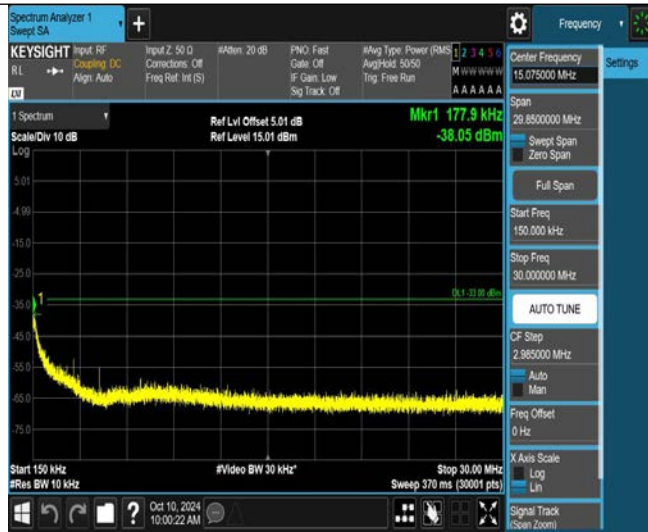 Spectrum Analyzer 1
Swept SA
+
Frequency
KEYSIGHT
RL
LXI
Input: RF
Coupling: DC
Align: Auto
Input Z: 50 Ω
Corrections: Off
Freq Ref: Int (S)
#Atten: 20 dB
PNO: Fast
Gate: Off
IF Gain: Low
Sig Track: Off
#Avg Type: Power (RMS
Avg|Hold: 50/50
Trig: Free Run
1 2 3 4 5 6
M W W W W W
A A A A A A
1 Spectrum
Scale/Div 10 dB
Log
Ref Lvl Offset 5.01 dB
Ref Level 15.01 dBm
Mkr1 177.9 kHz
-38.05 dBm
5.01
-4.99
-15.0
-25.0
-35.0
-45.0
-55.0
-65.0
-75.0
1
DL1 -33.00 dBm
Start 150 kHz
#Res BW 10 kHz
#Video BW 30 kHz*
Stop 30.00 MHz
Sweep 370 ms (30001 pts)
Oct 10, 2024
10:00:22 AM
?
Center Frequency
15.075000 MHz
Settings
Span
29.8500000 MHz
Swept Span
Zero Span
Full Span
Start Freq
150.000 kHz
Stop Freq
30.000000 MHz
AUTO TUNE
CF Step
2.985000 MHz
Auto
Man
Freq Offset
0 Hz
X Axis Scale
Log
Lin
Signal Track
(Span Zoom)